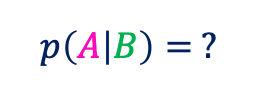 p(A|B) = ?